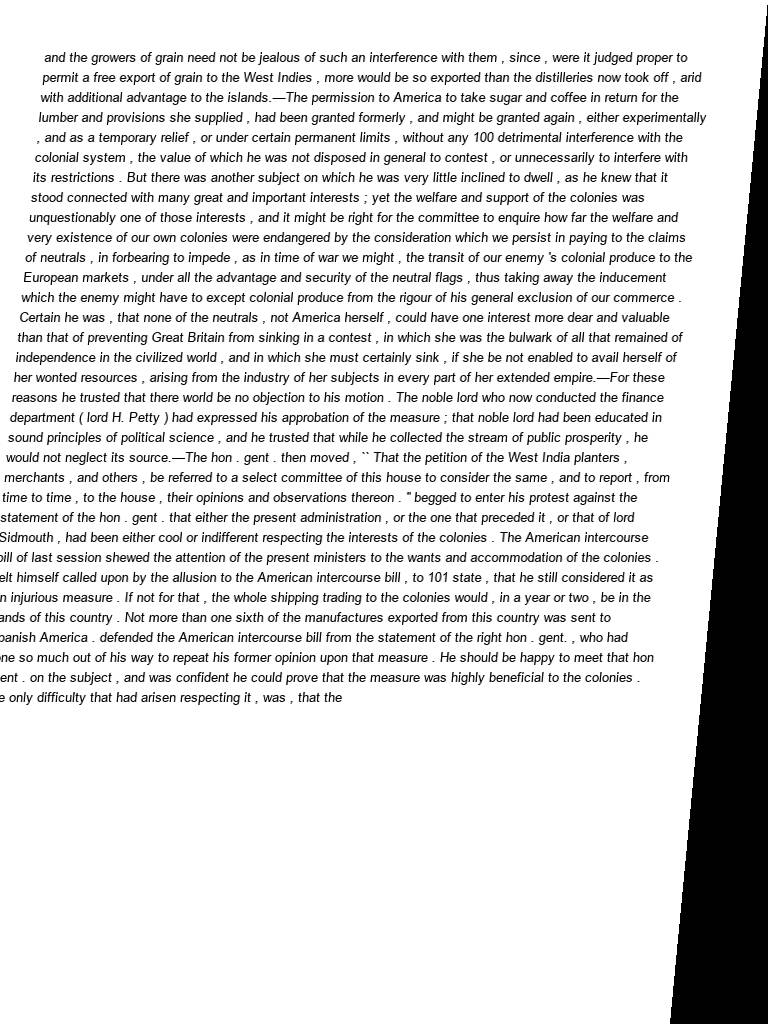 and the growers of grain need not be jealous of such an interference with them , since , were it judged proper to
permit a free export of grain to the West Indies , more would be so exported than the distilleries now took off , arid
with additional advantage to the islands.—The permission to America to take sugar and coffee in return for the
lumber and provisions she supplied , had been granted formerly , and might be granted again , either experimentally
, and as a temporary relief , or under certain permanent limits , without any 100 detrimental interference with the
colonial system , the value of which he was not disposed in general to contest , or unnecessarily to interfere with
its restrictions . But there was another subject on which he was very little inclined to dwell , as he knew that it
stood connected with many great and important interests ; yet the welfare and support of the colonies was
unquestionably one of those interests , and it might be right for the committee to enquire how far the welfare and
very existence of our own colonies were endangered by the consideration which we persist in paying to the claims
of neutrals , in forbearing to impede , as in time of war we might , the transit of our enemy 's colonial produce to the
European markets , under all the advantage and security of the neutral flags , thus taking away the inducement
which the enemy might have to except colonial produce from the rigour of his general exclusion of our commerce .
Certain he was , that none of the neutrals , not America herself , could have one interest more dear and valuable
than that of preventing Great Britain from sinking in a contest , in which she was the bulwark of all that remained of
independence in the civilized world , and in which she must certainly sink , if she be not enabled to avail herself of
her wonted resources , arising from the industry of her subjects in every part of her extended empire.—For these
reasons he trusted that there would be no objection to his motion . The noble lord who now conducted the finance
department ( lord H. Petty ) had expressed his approbation of the measure ; that noble lord had been educated in
sound principles of political science , and he trusted that while he collected the stream of public prosperity , he
would not neglect its source.—The hon . gent . then moved , `` That the petition of the West India planters ,
merchants , and others , be referred to a select committee of this house to consider the same , and to report , from
time to time , to the house , their opinions and observations thereon . " begged to enter his protest against the
statement of the hon . gent . that either the present administration , or the one that preceded it , or that of lord
Sidmouth , had been either cool or indifferent respecting the interests of the colonies . The American intercourse
bill of last session shewed the attention of the present ministers to the wants and accommodation of the colonies .
elt himself called upon by the allusion to the American intercourse bill , to 101 state , that he still considered it as
n injurious measure . If not for that , the whole shipping trading to the colonies would , in a year or two , be in the
ands of this country . Not more than one sixth of the manufactures exported from this country was sent to
panish America . defended the American intercourse bill from the statement of the right hon . gent. , who had
ne so much out of his way to repeat his former opinion upon that measure . He should be happy to meet that hon
ent . on the subject , and was confident he could prove that the measure was highly beneficial to the colonies .
e only difficulty that had arisen respecting it , was , that the